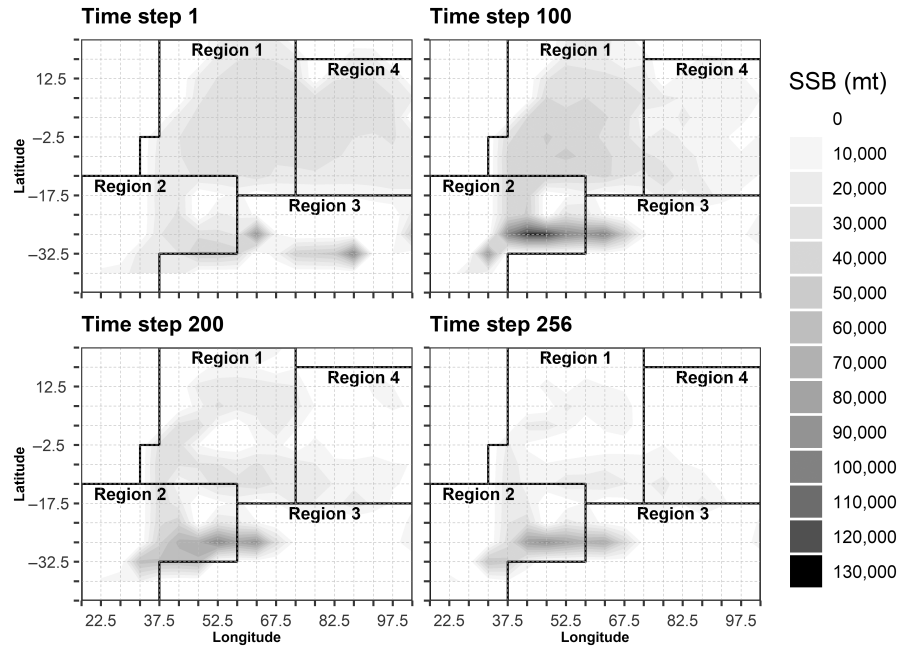 Time step 1
Time step 100
Region 1
Region 4
Region 2
Region 3
Region 1
Region 4
Region 2
Region 3
12.5
−2.5
−17.5
−32.5
Latitude
Time step 200
Time step 256
Region 1
Region 4
Region 2
Region 3
Region 1
Region 4
Region 2
Region 3
12.5
−2.5
−17.5
−32.5
Latitude
22.5 37.5 52.5 67.5 82.5 97.5
Longitude
22.5 37.5 52.5 67.5 82.5 97.5
Longitude
SSB (mt)
0
10,000
20,000
30,000
40,000
50,000
60,000
70,000
80,000
90,000
100,000
110,000
120,000
130,000